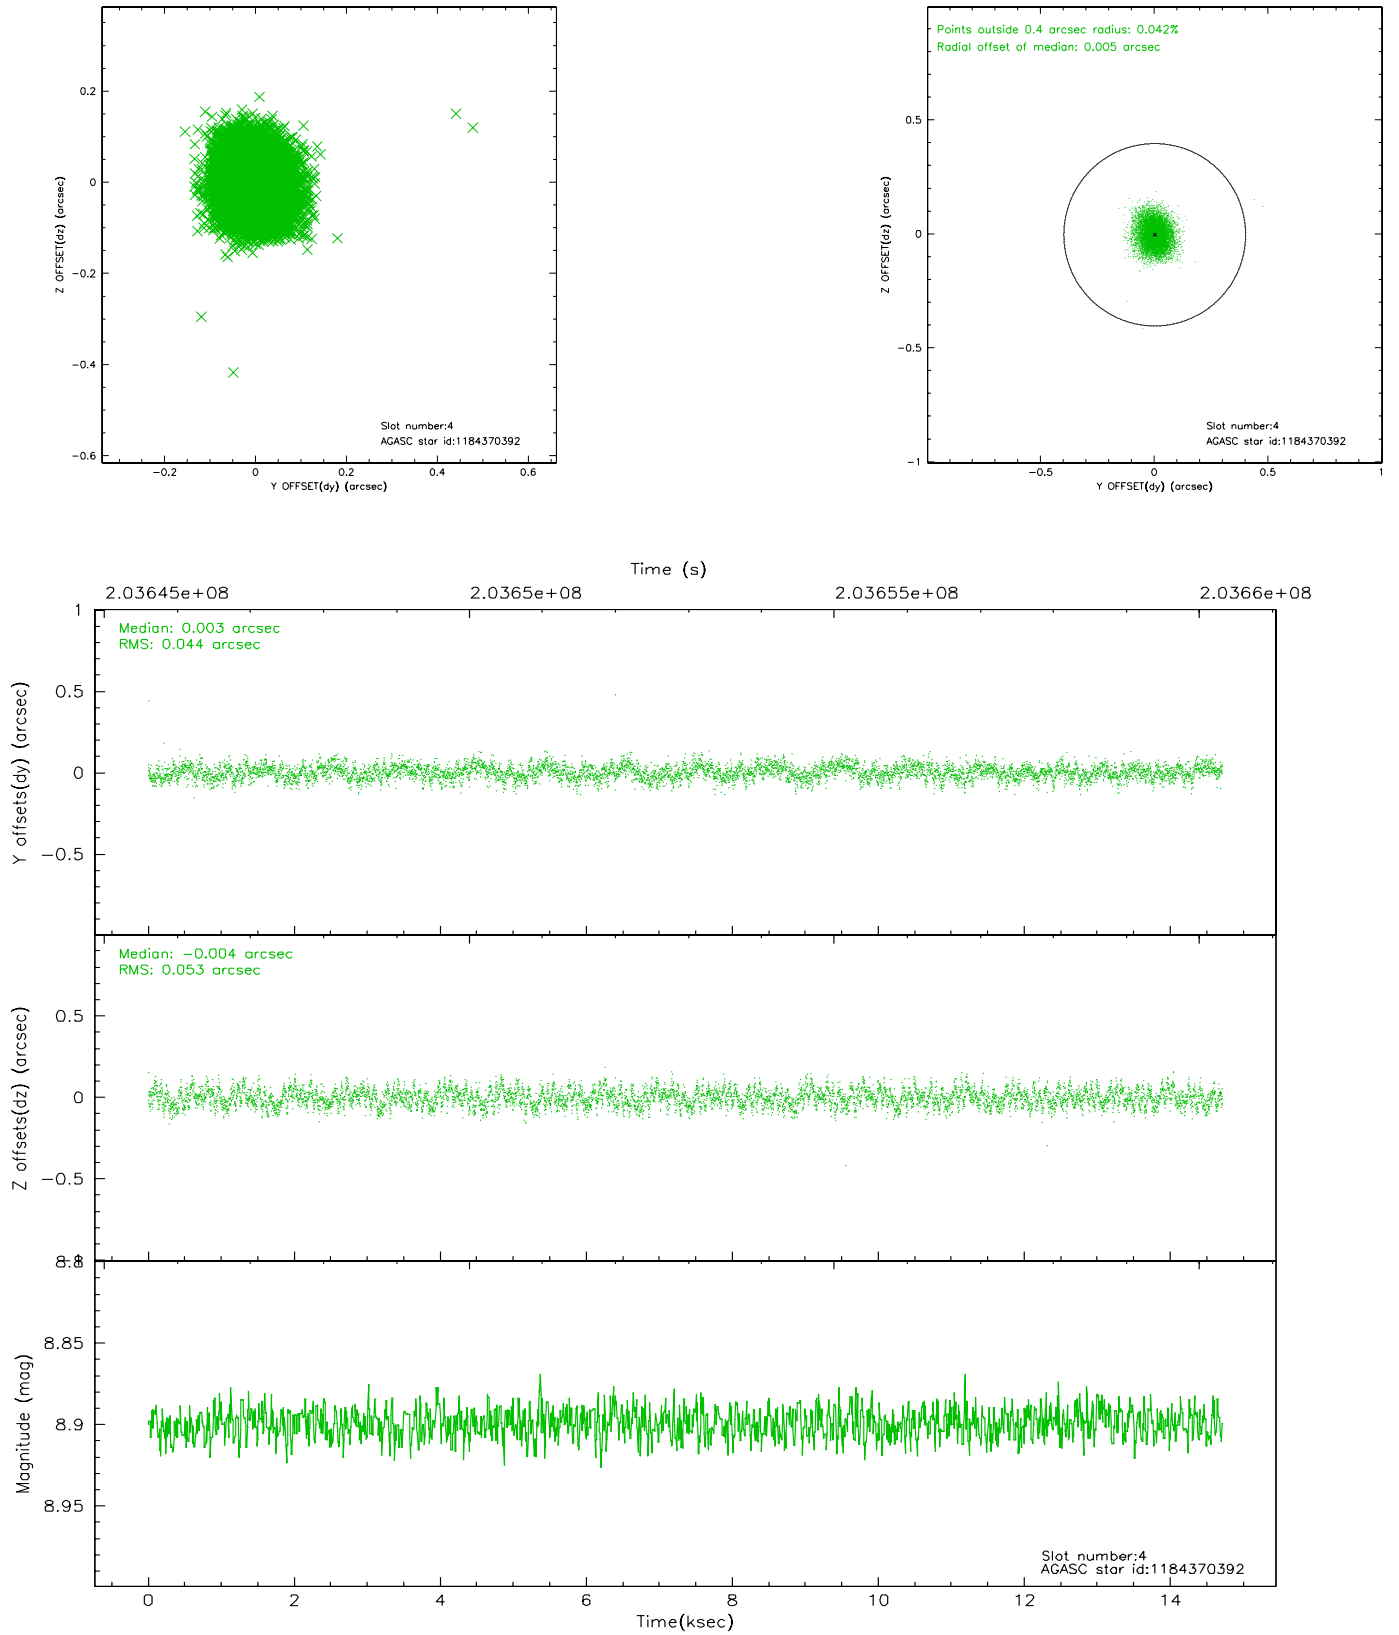 0.2
0
-0.2
-0.4
-0.6
Z OFFSET(dz) (arcsec)
Slot number:4
AGASC star id:1184370392
-0.2 0 0.2 0.4 0.6
Y OFFSET(dy) (arcsec)
Points outside 0.4 arcsec radius: 0.042%
Radial offset of median: 0.005 arcsec
0.5
0
-0.5
-1
Z OFFSET(dz) (arcsec)
Slot number:4
AGASC star id:1184370392
-0.5 0 0.5 1
Y OFFSET(dy) (arcsec)
Time (s)
2.03645e+08 2.0365e+08 2.03655e+08 2.0366e+08
Median: 0.003 arcsec
RMS: 0.044 arcsec
1
0.5
0
-0.5
Y offsets(dy) (arcsec)
Median: -0.004 arcsec
RMS: 0.053 arcsec
0.5
0
-0.5
Z offsets(dz) (arcsec)
8.8
8.85
8.9
8.95
Magnitude (mag)
Slot number:4
AGASC star id:1184370392
0 2 4 6 8 10 12 14
Time(ksec)